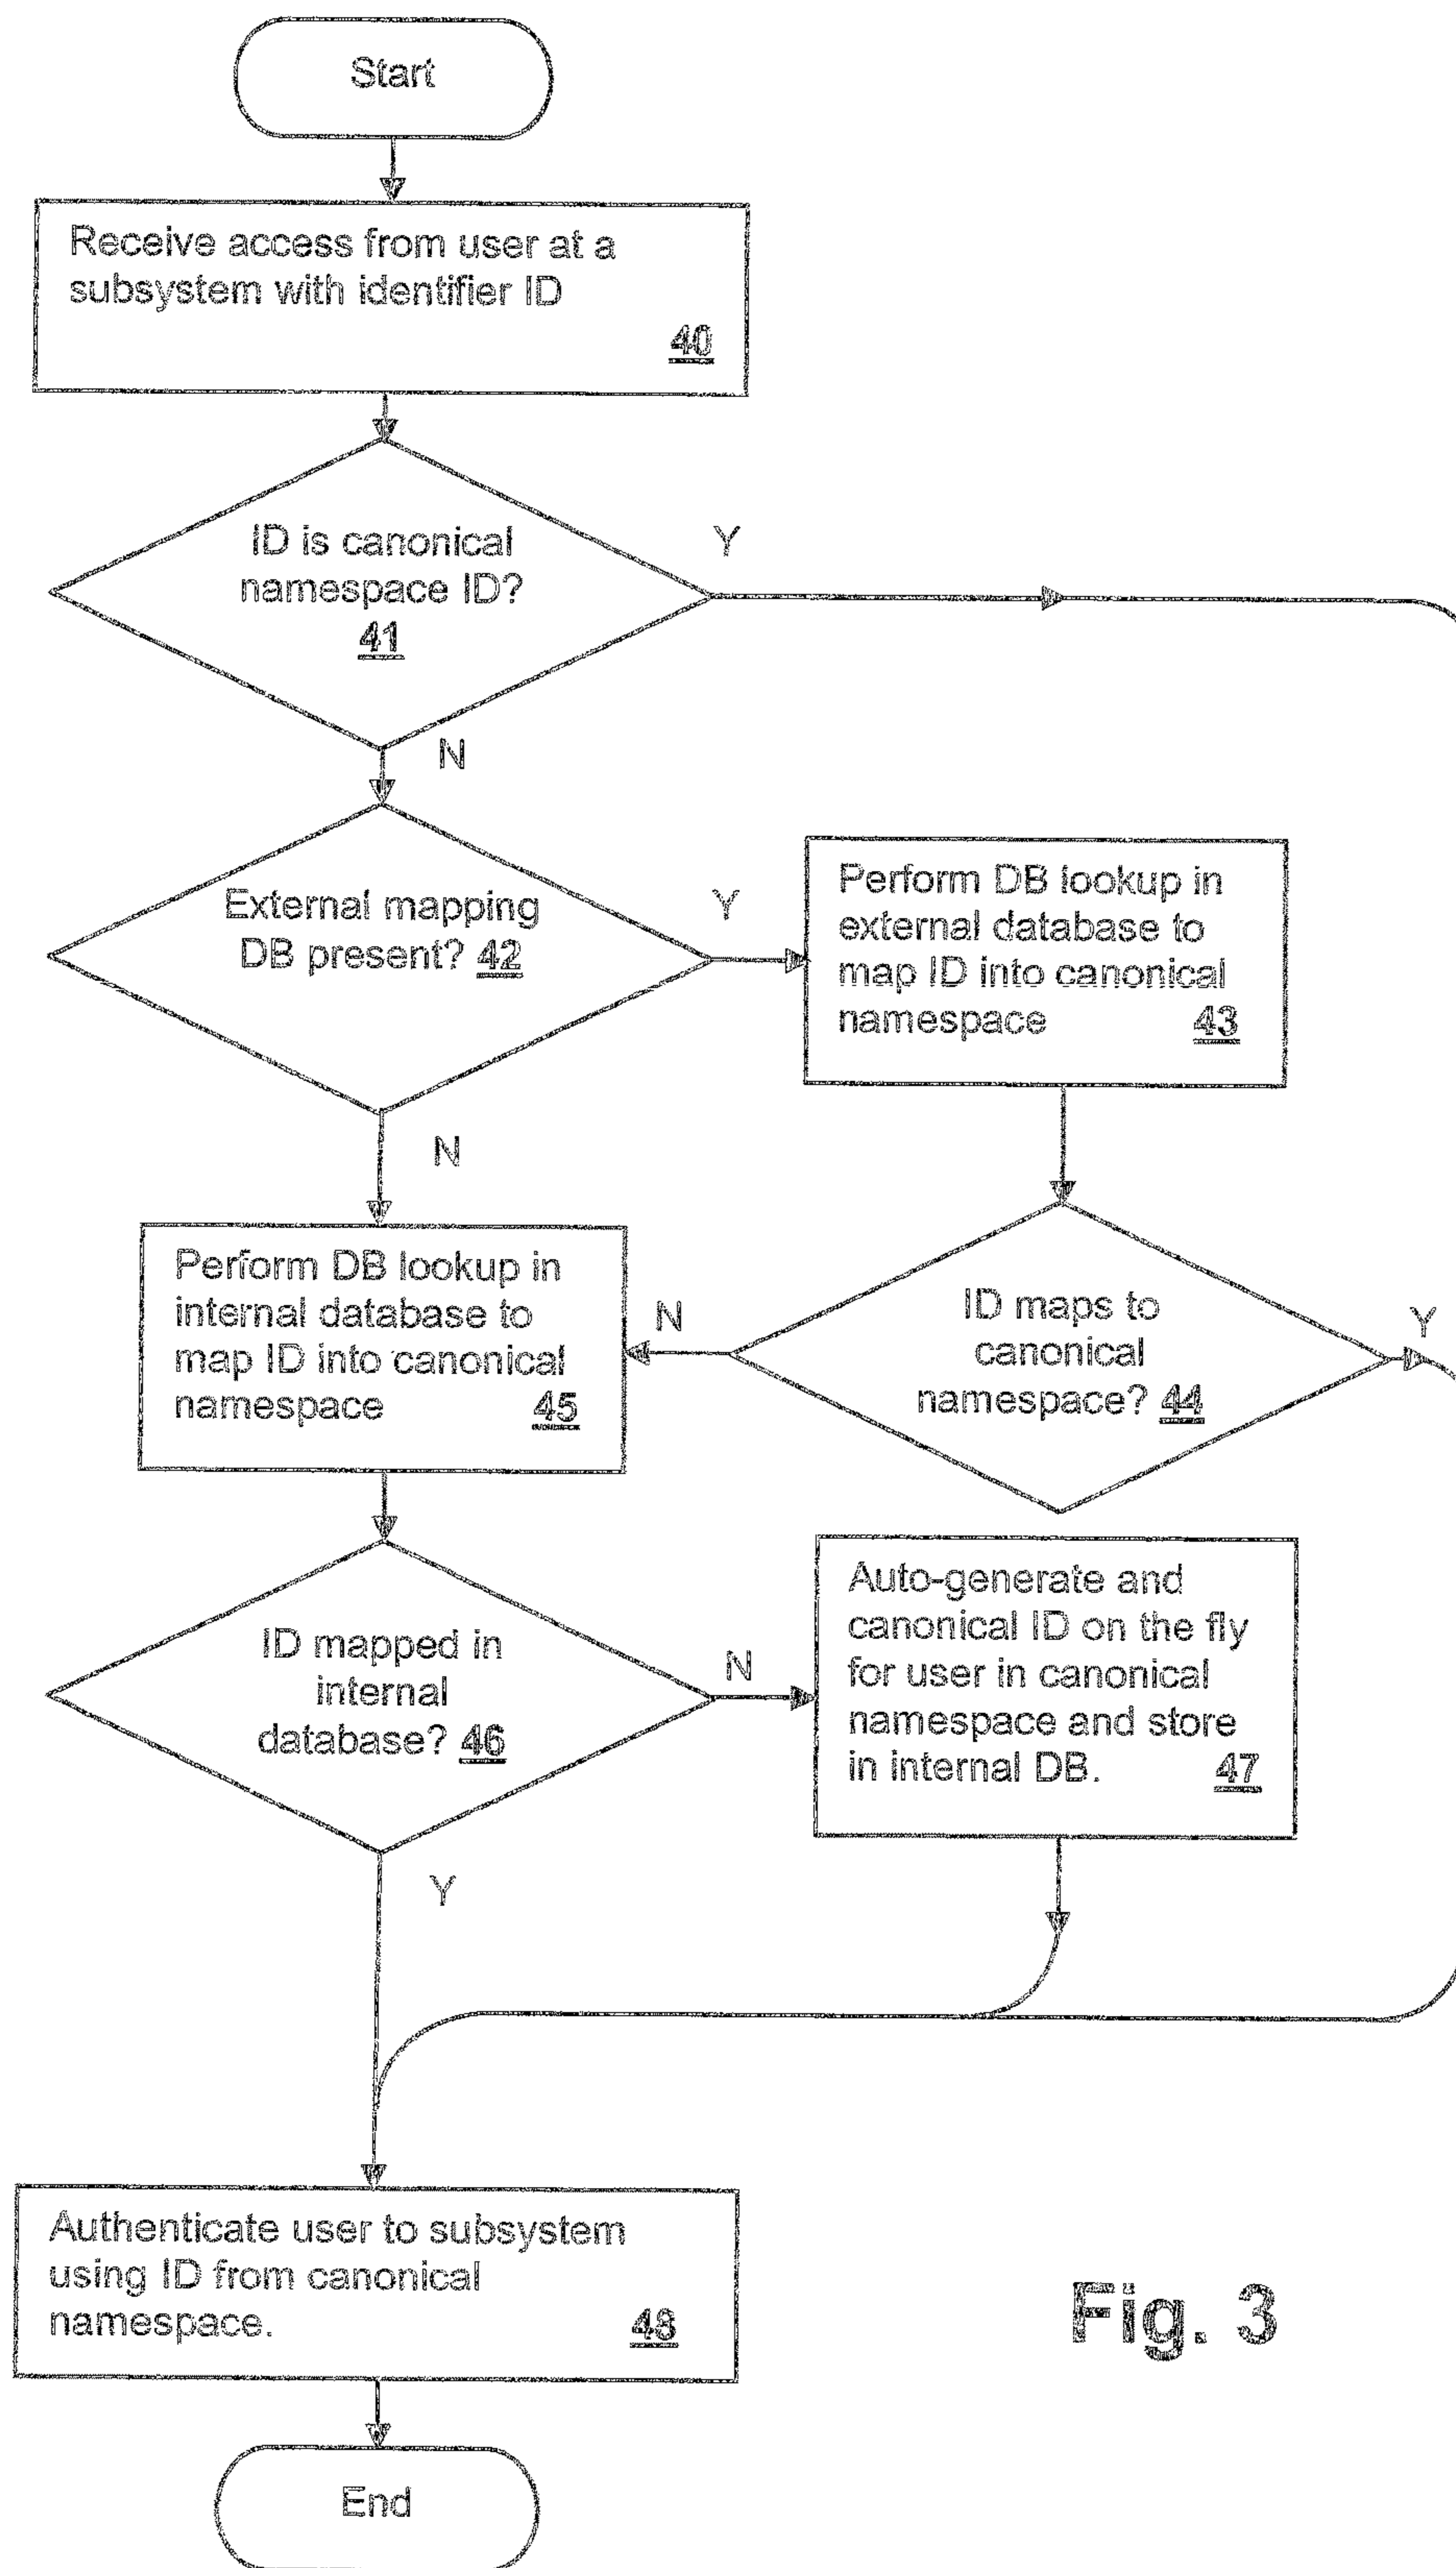 Start
Receive access from user at a
subsystem with identifier ID
40
Y
ID is canonical
namespace ID?
41
N
External mapping
DB present? 42
Y
Perform DB lookup in
external database to
map ID into canonical
namespace 43
N
Perform DB lookup in
internal database to
map ID into canonical
namespace 45
N
ID maps to
canonical
namespace? 44
Y
ID mapped in
internal
database? 46
N
Auto-generate and
canonical ID on the fly
for user in canonical
namespace and store
in internal DB. 47
Y
Authenticate user to subsystem
using ID from canonical
namespace. 48
Fig. 3
End